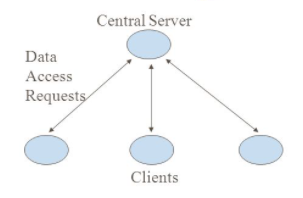 Central Server
Data
Access
Requests
Clients